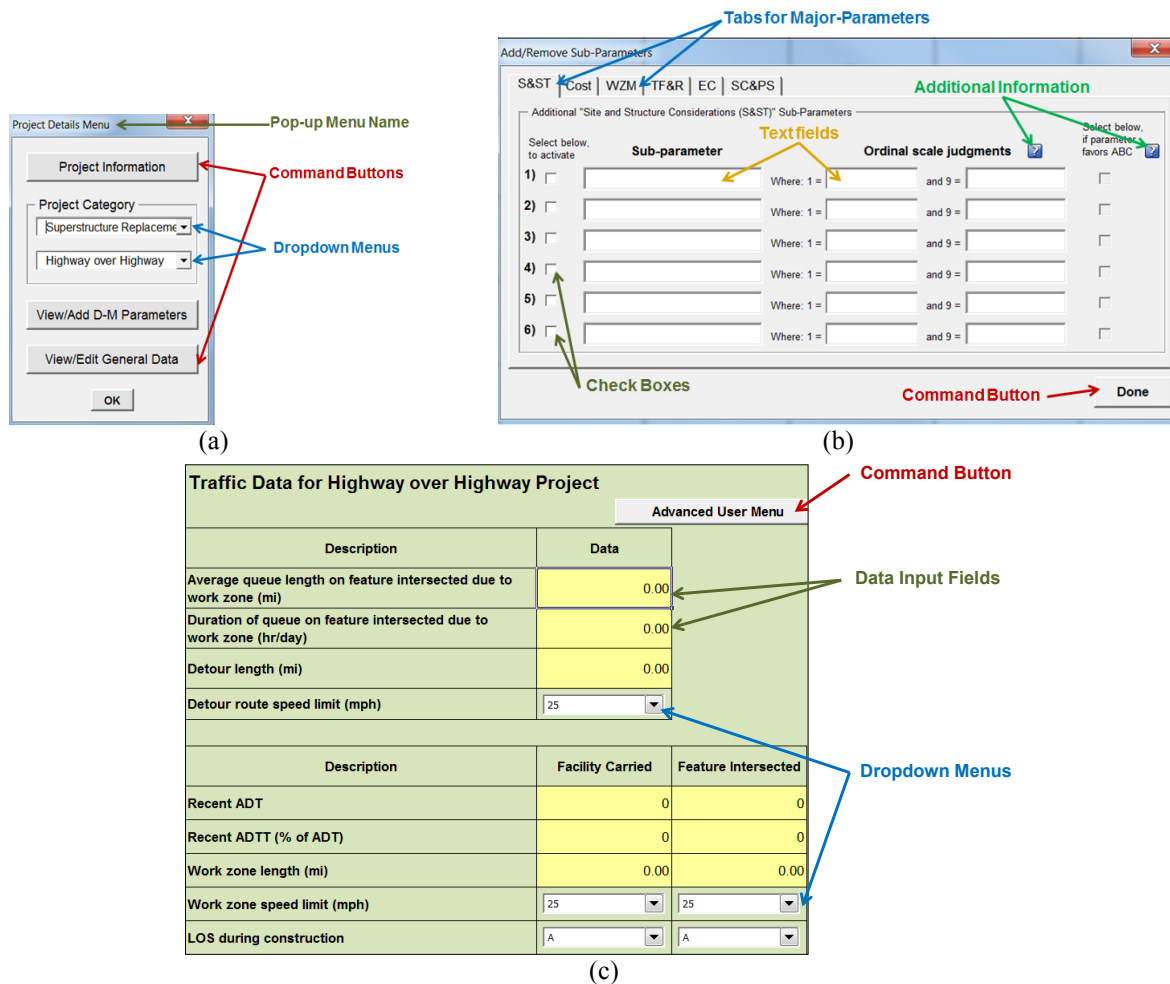 Tabs for Major-Parameters
Add/Remove Sub-Parameters
X
S&ST Cost WZM TF&R EC SC&PS
Additional Information
Additional "Site and Structure Considerations (S&ST)" Sub-Parameters
Select below,
to activate
Sub-parameter
Text fields
Ordinal scale judgments
?
Select below,
if parameter
favors ABC
?
1) Where: 1 = and 9 =
2) Where: 1 =  and 9 =
3) Where: 1 = and 9 =
4) Where: 1 = and 9 =
5) Where: 1 = and 9 =
6) Where: 1 = and 9 =
Check Boxes
Command Button
Done
(b)
Project Details Menu
X
Pop-up Menu Name
Project Information
Command Buttons
Project Category
Superstructure Replaceme
Highway over Highway
Dropdown Menus
View/Add D-M Parameters
View/Edit General Data
OK
(a)
Traffic Data for Highway over Highway Project
Command Button
Advanced User Menu
Description Data
Average queue length on feature intersected due to
work zone (mi)
0.00
Data Input Fields
Duration of queue on feature intersected due to
work zone (hr/day)
0.00
Detour length (mi) 0.00
Detour route speed limit (mph) 25
Description Facility Carried Feature Intersected
Dropdown Menus
Recent ADT 0 0
Recent ADTT (% of ADT) 0 0
Work zone length (mi) 0.00 0.00
Work zone speed limit (mph) 25 25
LOS during construction A A
(c)